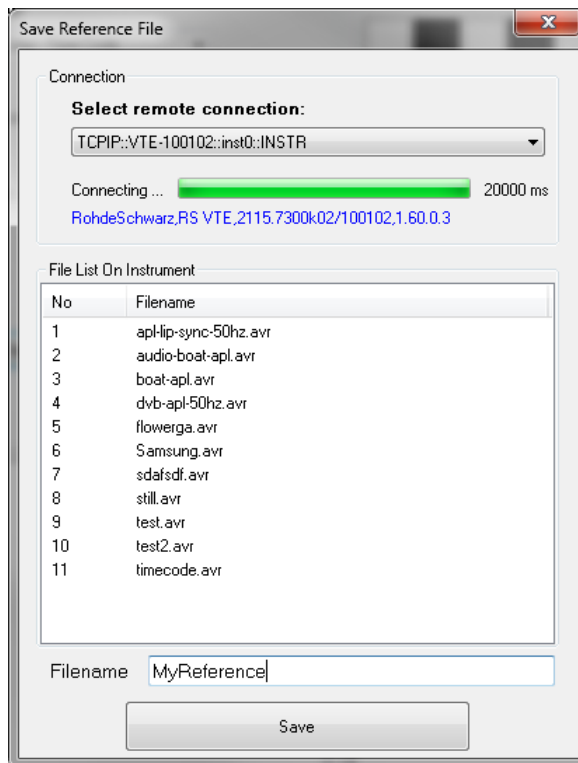 Save Reference File
x
Connection
Select remote connection:
TCPIP::VTE-100102::inst0::INSTR
Connecting ... 20000 ms
RohdeSchwarz,RS VTE,2115.7300k02/100102,1.60.0.3
File List On Instrument
No Filename
1 apl-lip-sync-50hz.avr
2 audio-boat-apl.avr
3 boat-apl.avr
4 dvb-apl-50hz.avr
5 flowerga.avr
6 Samsung.avr
7 sdafsdf.avr
8 still.avr
9 test.avr
10 test2.avr
11 timecode.avr
Filename MyReference
Save